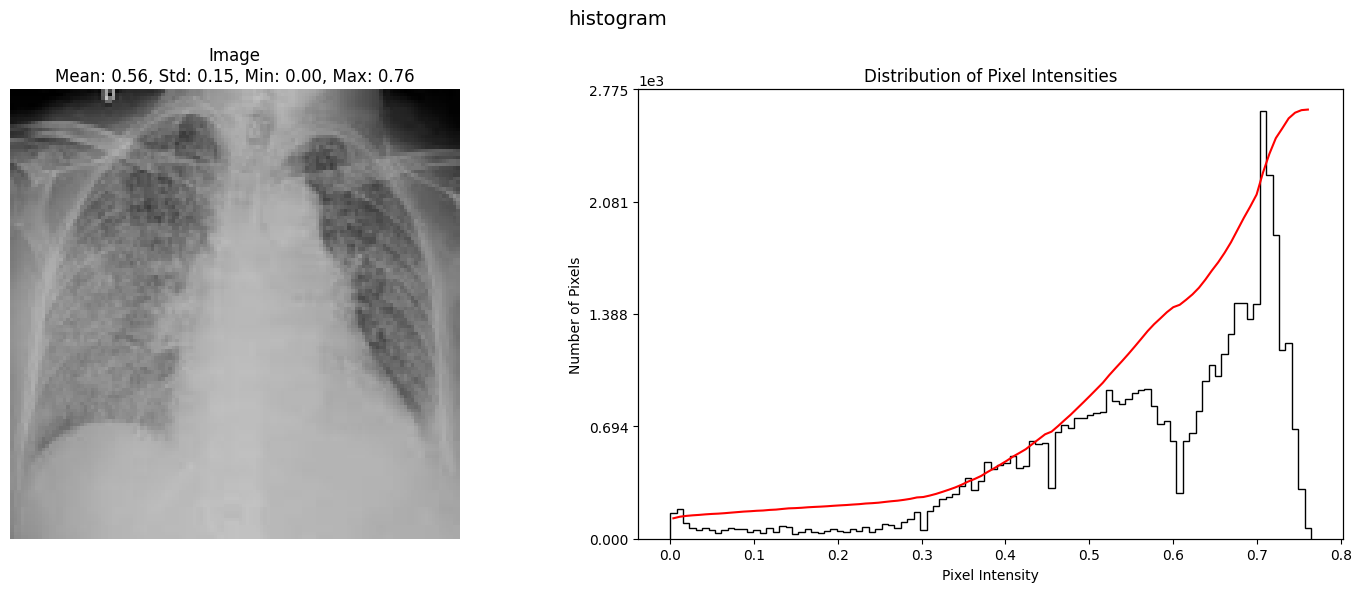 histogram
Image
Mean: 0.56, Std: 0.15, Min: 0.00, Max: 0.76
Distribution of Pixel Intensities
1e3
2.775
2.081
1.388
0.694
0.000
Number of Pixels
0.0 0.1 0.2 0.3 0.4 0.5 0.6 0.7 0.8
Pixel Intensity